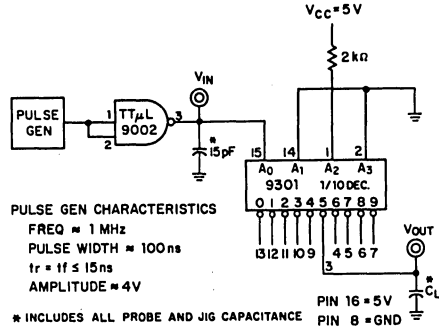 VCC = 5V
2kΩ
VIN
PULSE GEN
1
2
TTμL 9002
3
* 15pF
15 14 1 2
A0 A1 A2 A3
9301 1/10 DEC.
0 1 2 3 4 5 6 7 8 9
13 12 11 10 9 3 4 5 6 7
VOUT
* CL
PULSE GEN CHARACTERISTICS
FREQ ≈ 1 MHz
PULSE WIDTH ≈ 100ns
tr = tf ≤ 15ns
AMPLITUDE ≈ 4V
* INCLUDES ALL PROBE AND JIG CAPACITANCE
PIN 16 = 5V
PIN 8 = GND